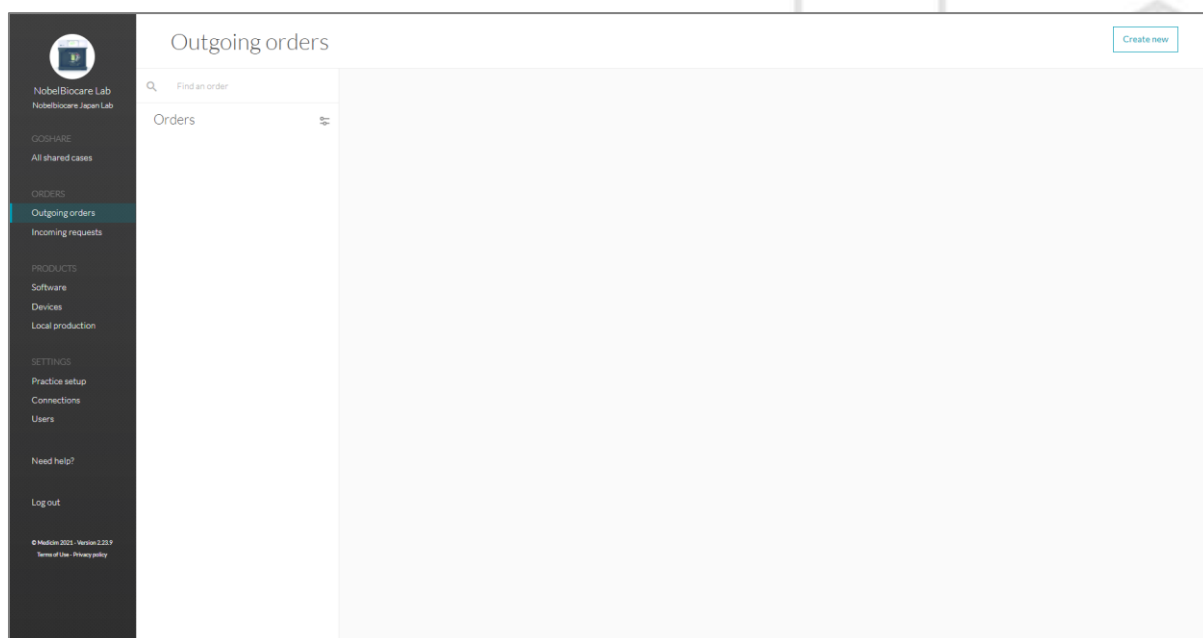 NobelBiocare Lab
Nobelbiocare Japan Lab
GOSHARE
All shared cases
ORDERS
Outgoing orders
Incoming requests
PRODUCTS
Software
Devices
Local production
SETTINGS
Practice setup
Connections
Users
Need help?
Log out
© Medicim 2021 - Version 2.23.9
Terms of Use - Privacy policy
Outgoing orders
Create new
Find an order
Orders